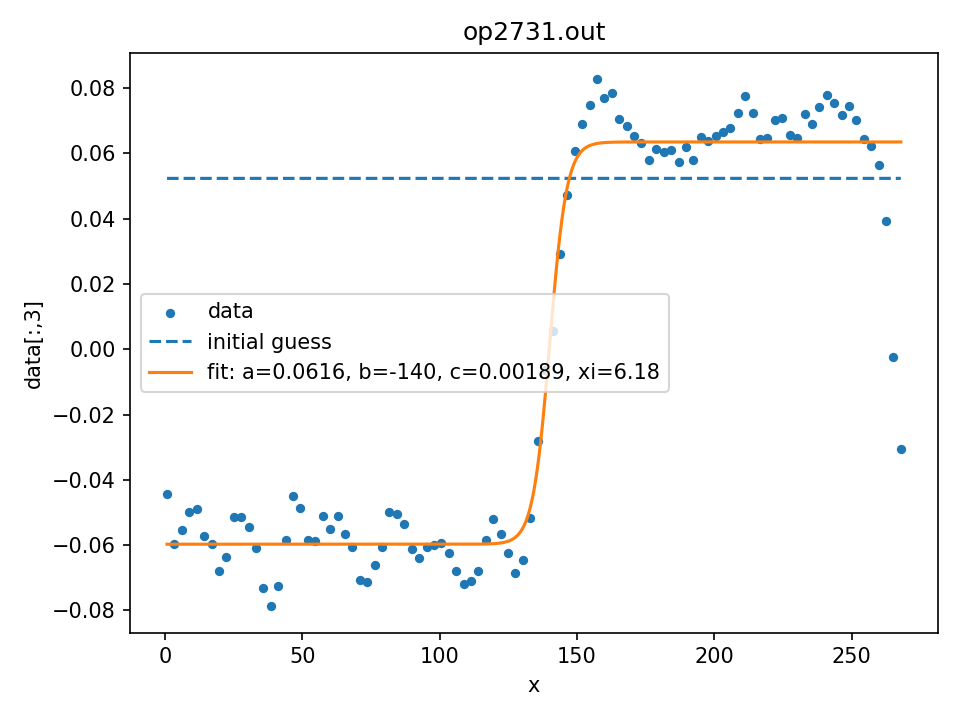 op2731.out
data[:,3]
0.08
0.06
0.04
0.02
0.00
−0.02
−0.04
−0.06
−0.08
data
initial guess
fit: a=0.0616, b=-140, c=0.00189, xi=6.18
0 50 100 150 200 250
x